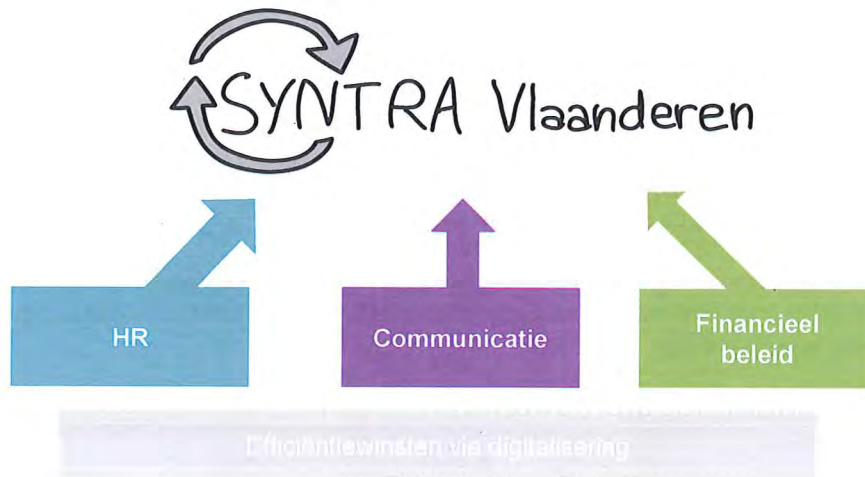 SYNTRA Vlaanderen
HR
Communicatie
Financieel
beleid
Efficiëntiewinsten via digitalisering